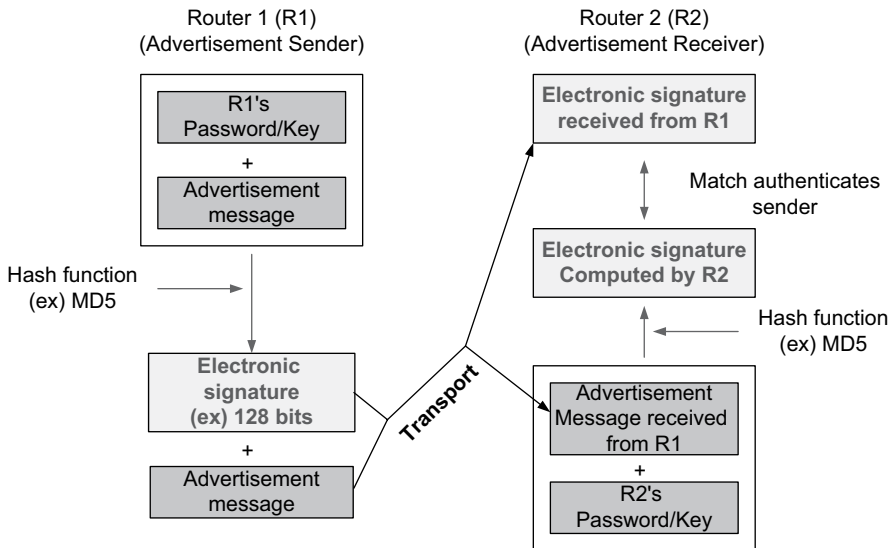 Router 1 (R1)
(Advertisement Sender)
R1's
Password/Key
+
Advertisement
message
Hash function
(ex) MD5
Electronic
signature
(ex) 128 bits
+
Advertisement
message
Transport
Router 2 (R2)
(Advertisement Receiver)
Electronic signature
received from R1
Match authenticates
sender
Electronic signature
Computed by R2
Hash function
(ex) MD5
Advertisement
Message received
from R1
+
R2's
Password/Key